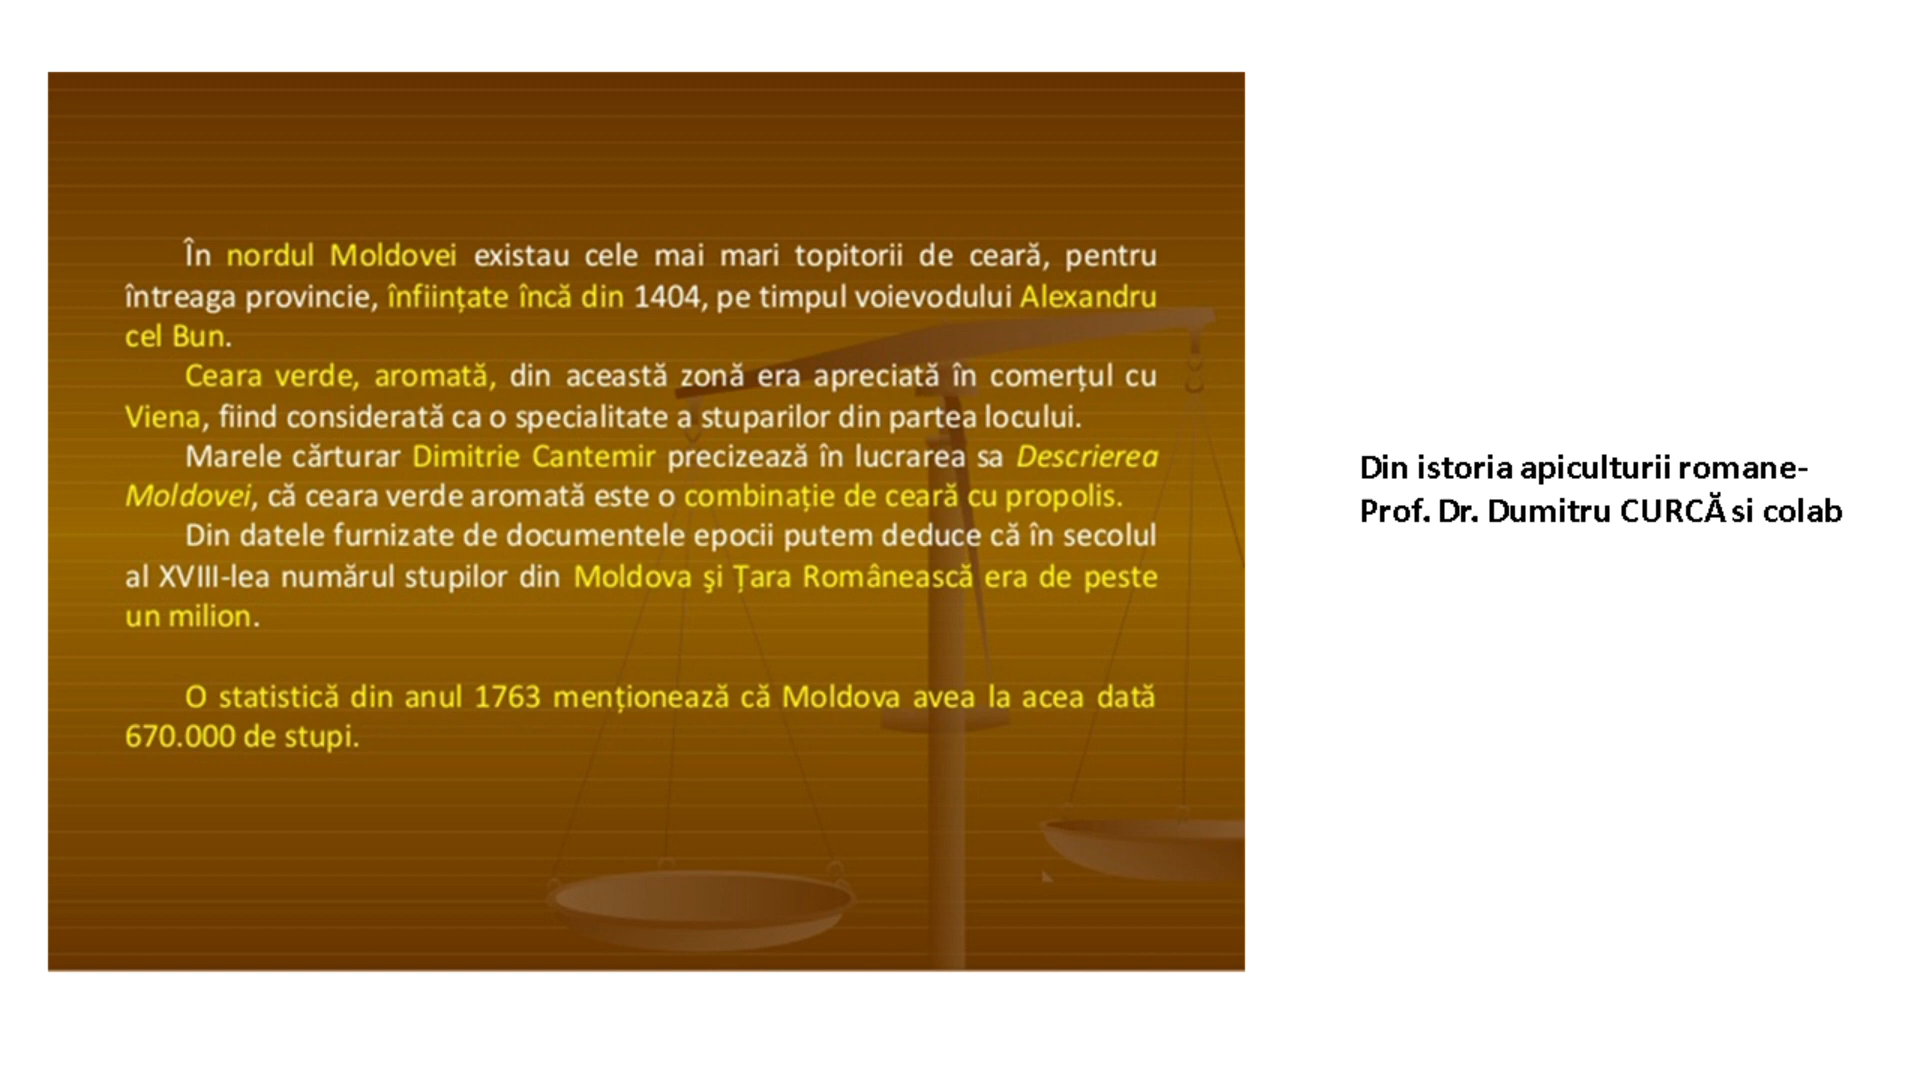 În nordul Moldovei existau cele mai mari topitorii de ceară, pentru
întreaga provincie, înființate încă din 1404, pe timpul voievodului Alexandru
cel Bun.
Ceara verde, aromată, din această zonă era apreciată în comerțul cu
Viena, fiind considerată ca o specialitate a stuparilor din partea locului.
Marele cărturar Dimitrie Cantemir precizează în lucrarea sa Descrierea
Moldovei, că ceara verde aromată este o combinație de ceară cu propolis.
Din datele furnizate de documentele epocii putem deduce că în secolul
al XVIII-lea numărul stupilor din Moldova şi Țara Românească era de peste
un milion.
O statistică din anul 1763 menționează că Moldova avea la acea dată
670.000 de stupi.
Din istoria apiculturii romane-
Prof. Dr. Dumitru CURCĂ si colab